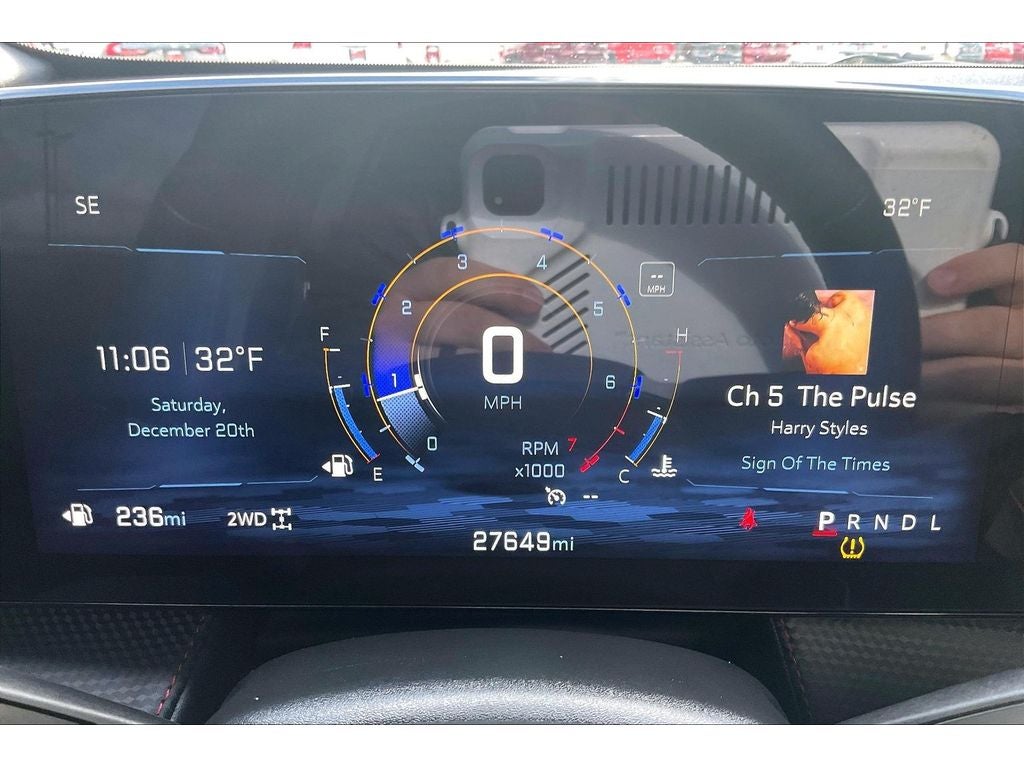 SE
32°F
3
4
-- MPH
2
5
F
H
11:06 32°F
0
1
6
MPH
Ch 5 The Pulse
Saturday,
December 20th
Harry Styles
0
RPM
x1000
7
Sign Of The Times
E
C
--
236mi
2WD
P R N D L
27649mi